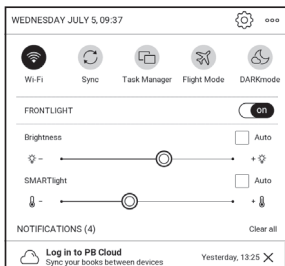 WEDNESDAY JULY 5, 09:37
Wi-Fi Sync Task Manager Flight Mode DARKmode
FRONTLIGHT on
Brightness Auto
SMARTlight Auto
NOTIFICATIONS (4) Clear all
Log in to PB Cloud
Sync your books between devices Yesterday, 13:25